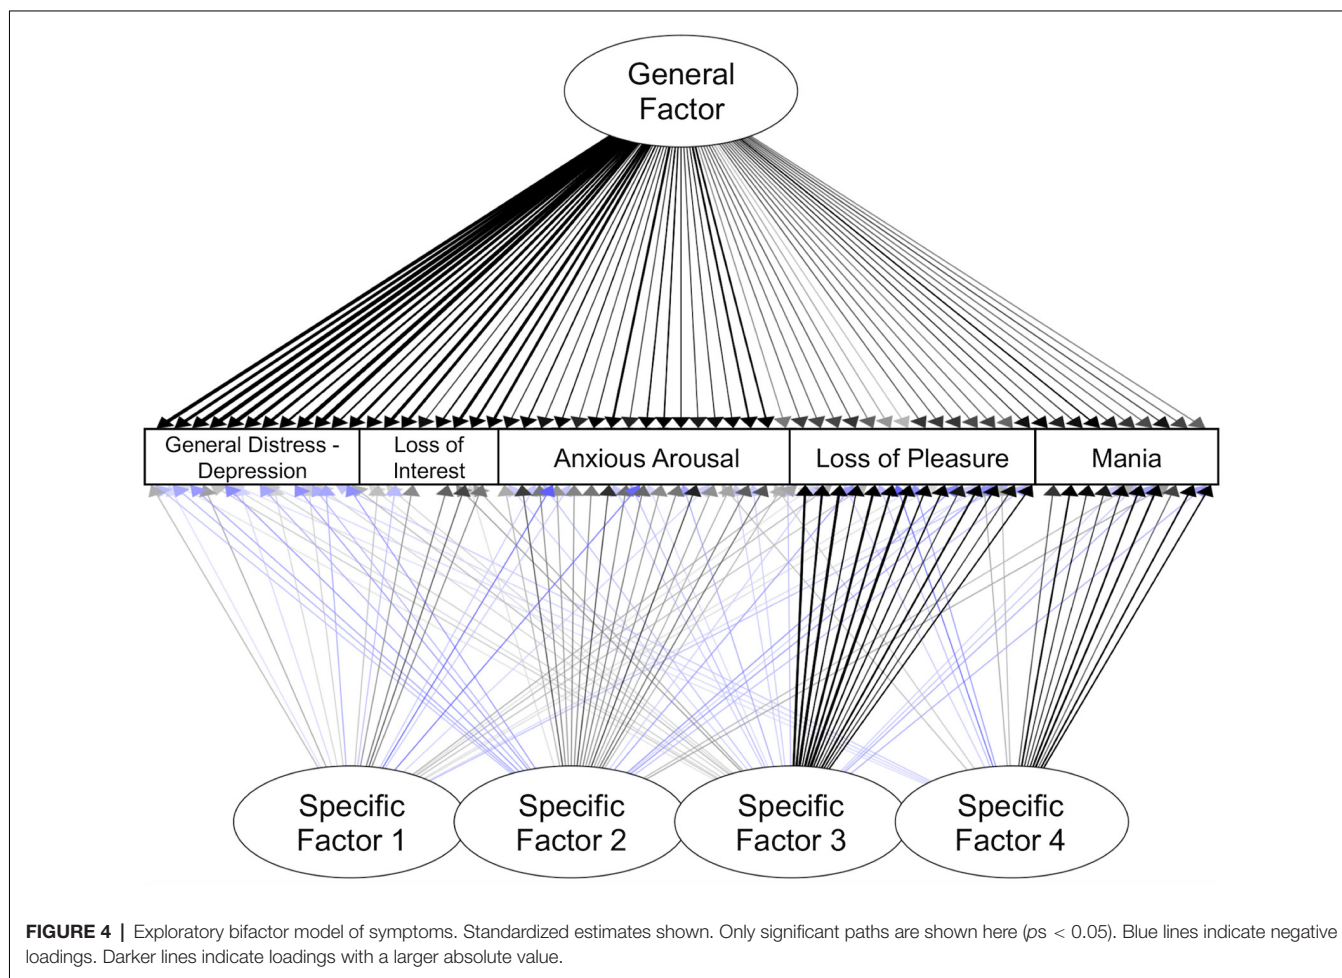 General
Factor
General Distress -
Depression
Loss of
Interest
Anxious Arousal
Loss of Pleasure
Mania
Specific
Factor 1
Specific
Factor 2
Specific
Factor 3
Specific
Factor 4
FIGURE 4 | Exploratory bifactor model of symptoms. Standardized estimates shown. Only significant paths are shown here (ps < 0.05). Blue lines indicate negative
loadings. Darker lines indicate loadings with a larger absolute value.